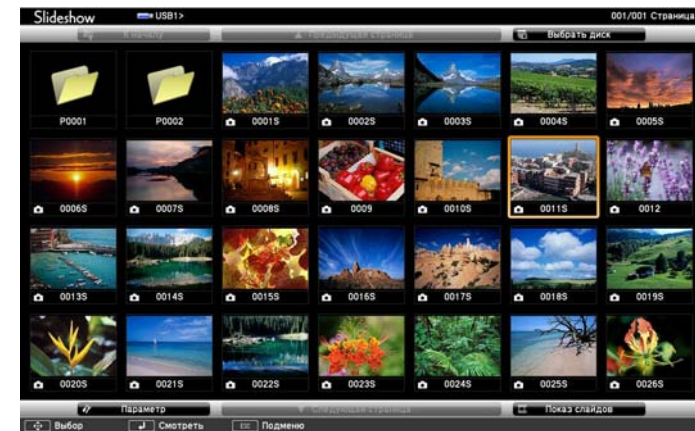 Slideshow USB1> 001/001 Страница
К началу Предыдущая страница Выбрать диск
P0001 P0002 0001S 0002S 0003S 0004S 0005S
0006S 0007S 0008S 0009 0010S 0011S 0012
0013S 0014S 0015S 0016S 0017S 0018S 0019S
0020S 0021S 0022S 0023S 0024S 0025S 0026S
Параметр Следующая страница Показ слайдов
Выбор Смотреть Esc Подменю